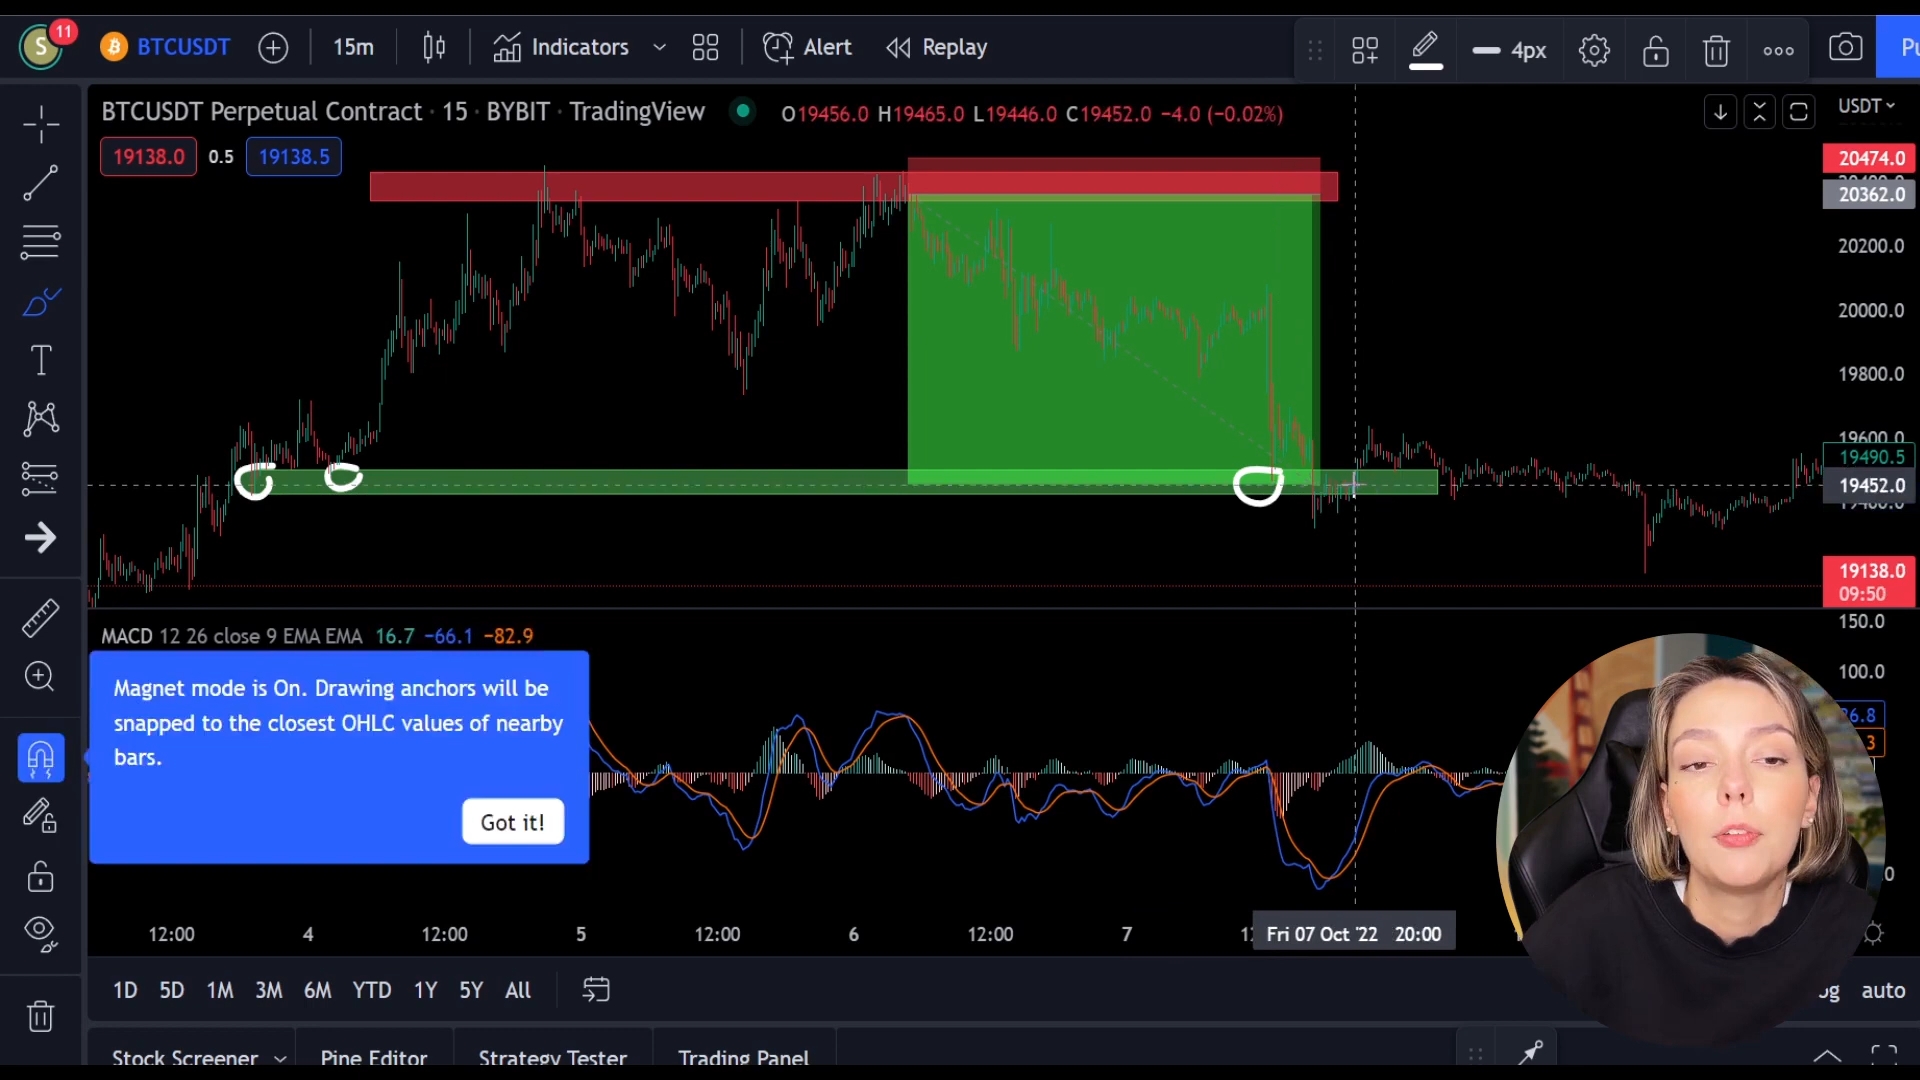 S
11
BTCUSDT
15m
Indicators
Alert
Replay
4px
BTCUSDT Perpetual Contract · 15 · BYBIT · TradingView
O19456.0 H19465.0 L19446.0 C19452.0 −4.0 (−0.02%)
USDT
19138.0
0.5
19138.5
20474.0
20362.0
20200.0
20000.0
19800.0
19600.0
19490.5
19452.0
19138.0
09:50
MACD 12 26 close 9 EMA EMA 16.7 −66.1 −82.9
150.0
100.0
Magnet mode is On. Drawing anchors will be
snapped to the closest OHLC values of nearby
bars.
Got it!
12:00 4 12:00 5 12:00 6 12:00 7 Fri 07 Oct '22 20:00
1D 5D 1M 3M 6M YTD 1Y 5Y All
auto
Stock Screener
Pine Editor
Strategy Tester
Trading Panel